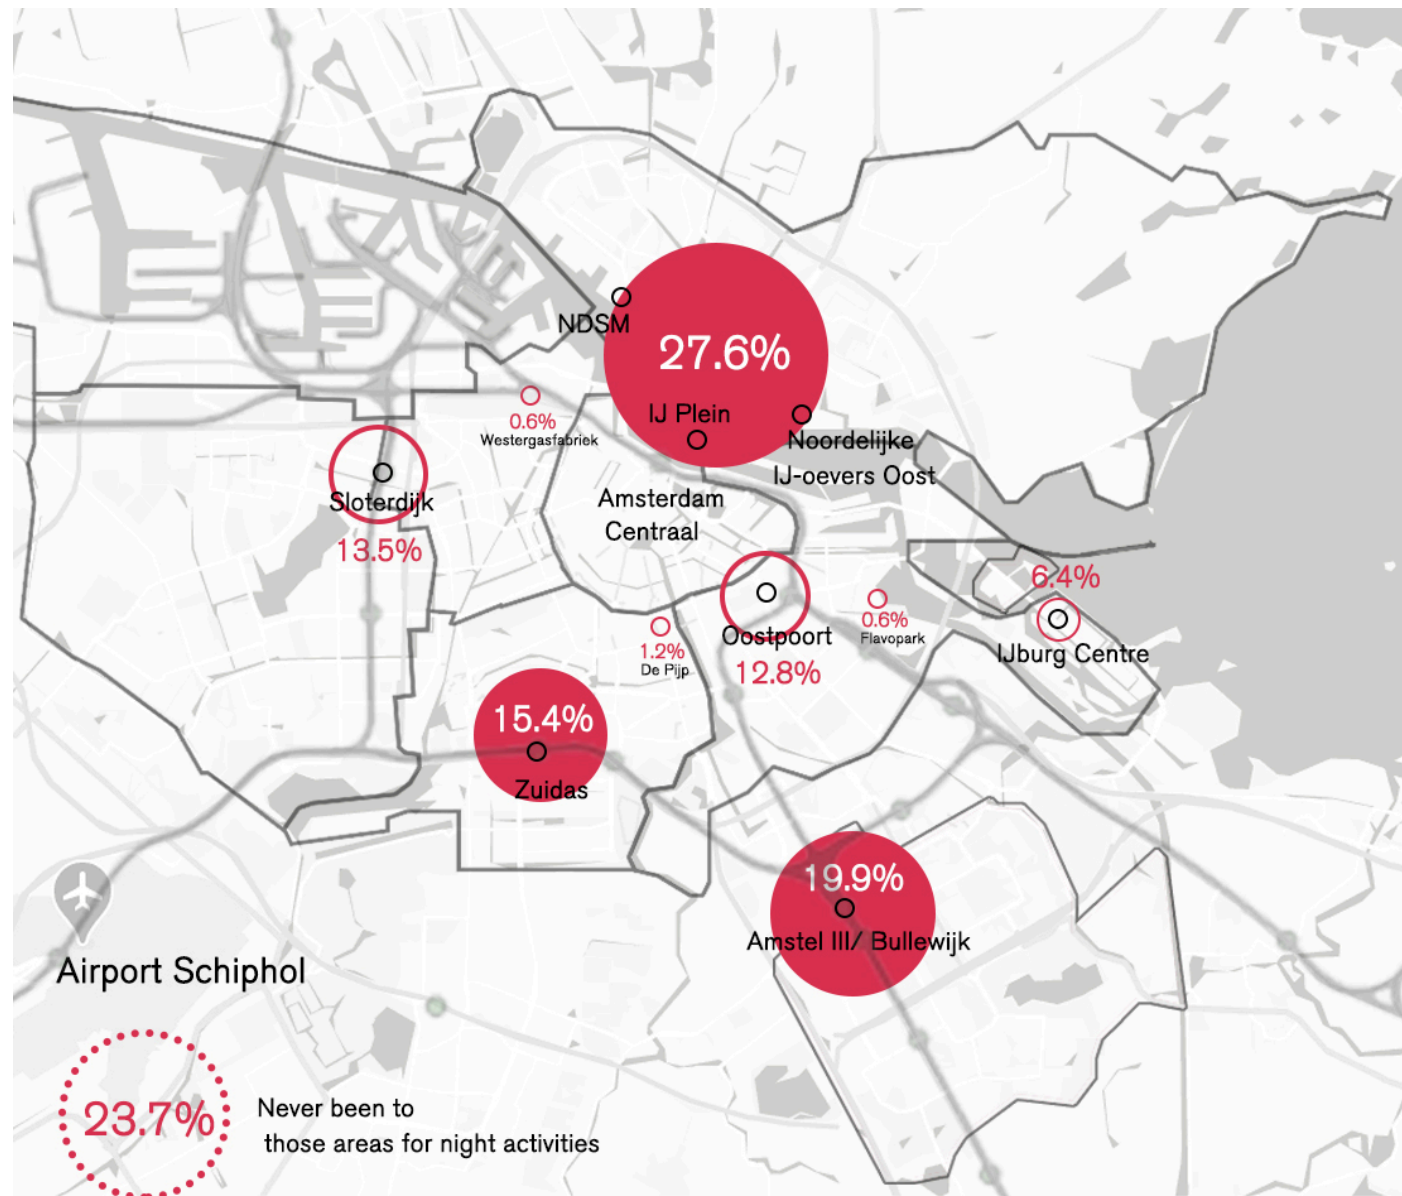 NDSM
27.6%
IJ Plein
Noordelijke
IJ-oevers Oost
0.6%
Westergasfabriek
Sloterdijk
13.5%
Amsterdam
Centraal
6.4%
IJburg Centre
Oostpoort
12.8%
0.6%
Flavopark
1.2%
De Pijp
15.4%
Zuidas
19.9%
Amstel III/ Bullewijk
Airport Schiphol
23.7%
Never been to
those areas for night activities